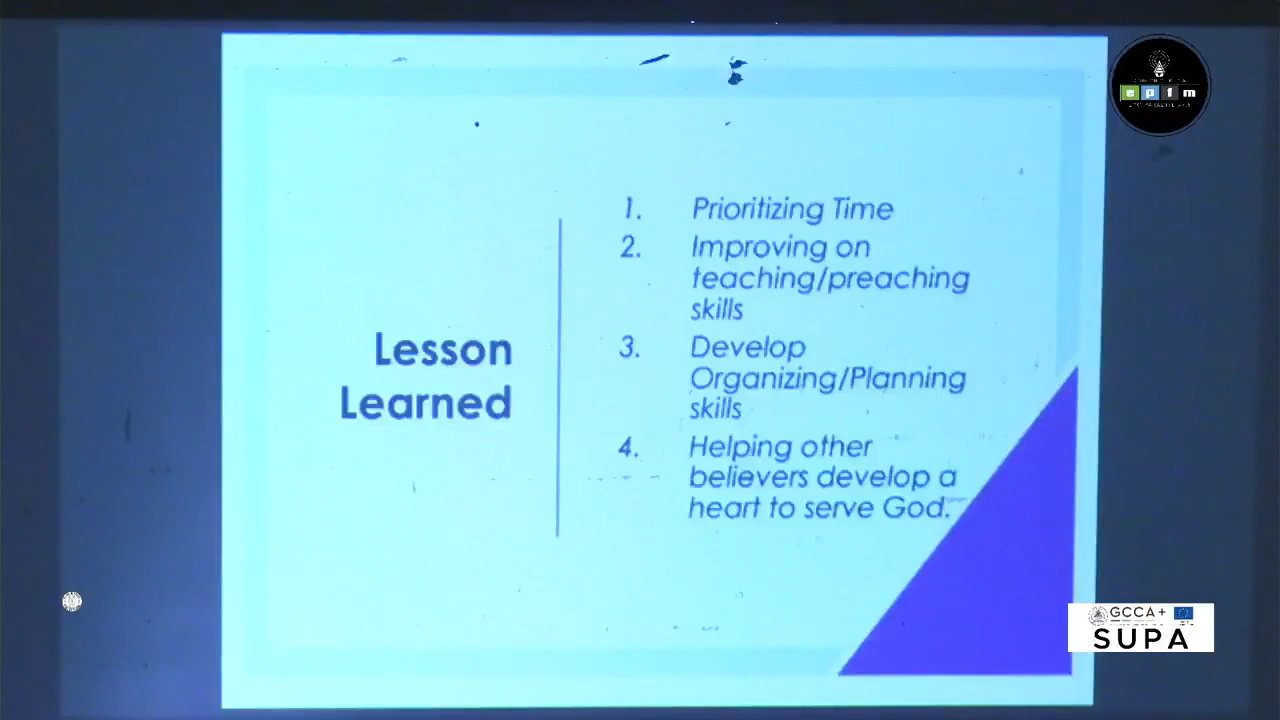 epfm
Lesson
Learned
1. Prioritizing Time
2. Improving on
teaching/preaching
skills
3. Develop
Organizing/Planning
skills
4. Helping other
believers develop a
heart to serve God.
GCCA+
SUPA